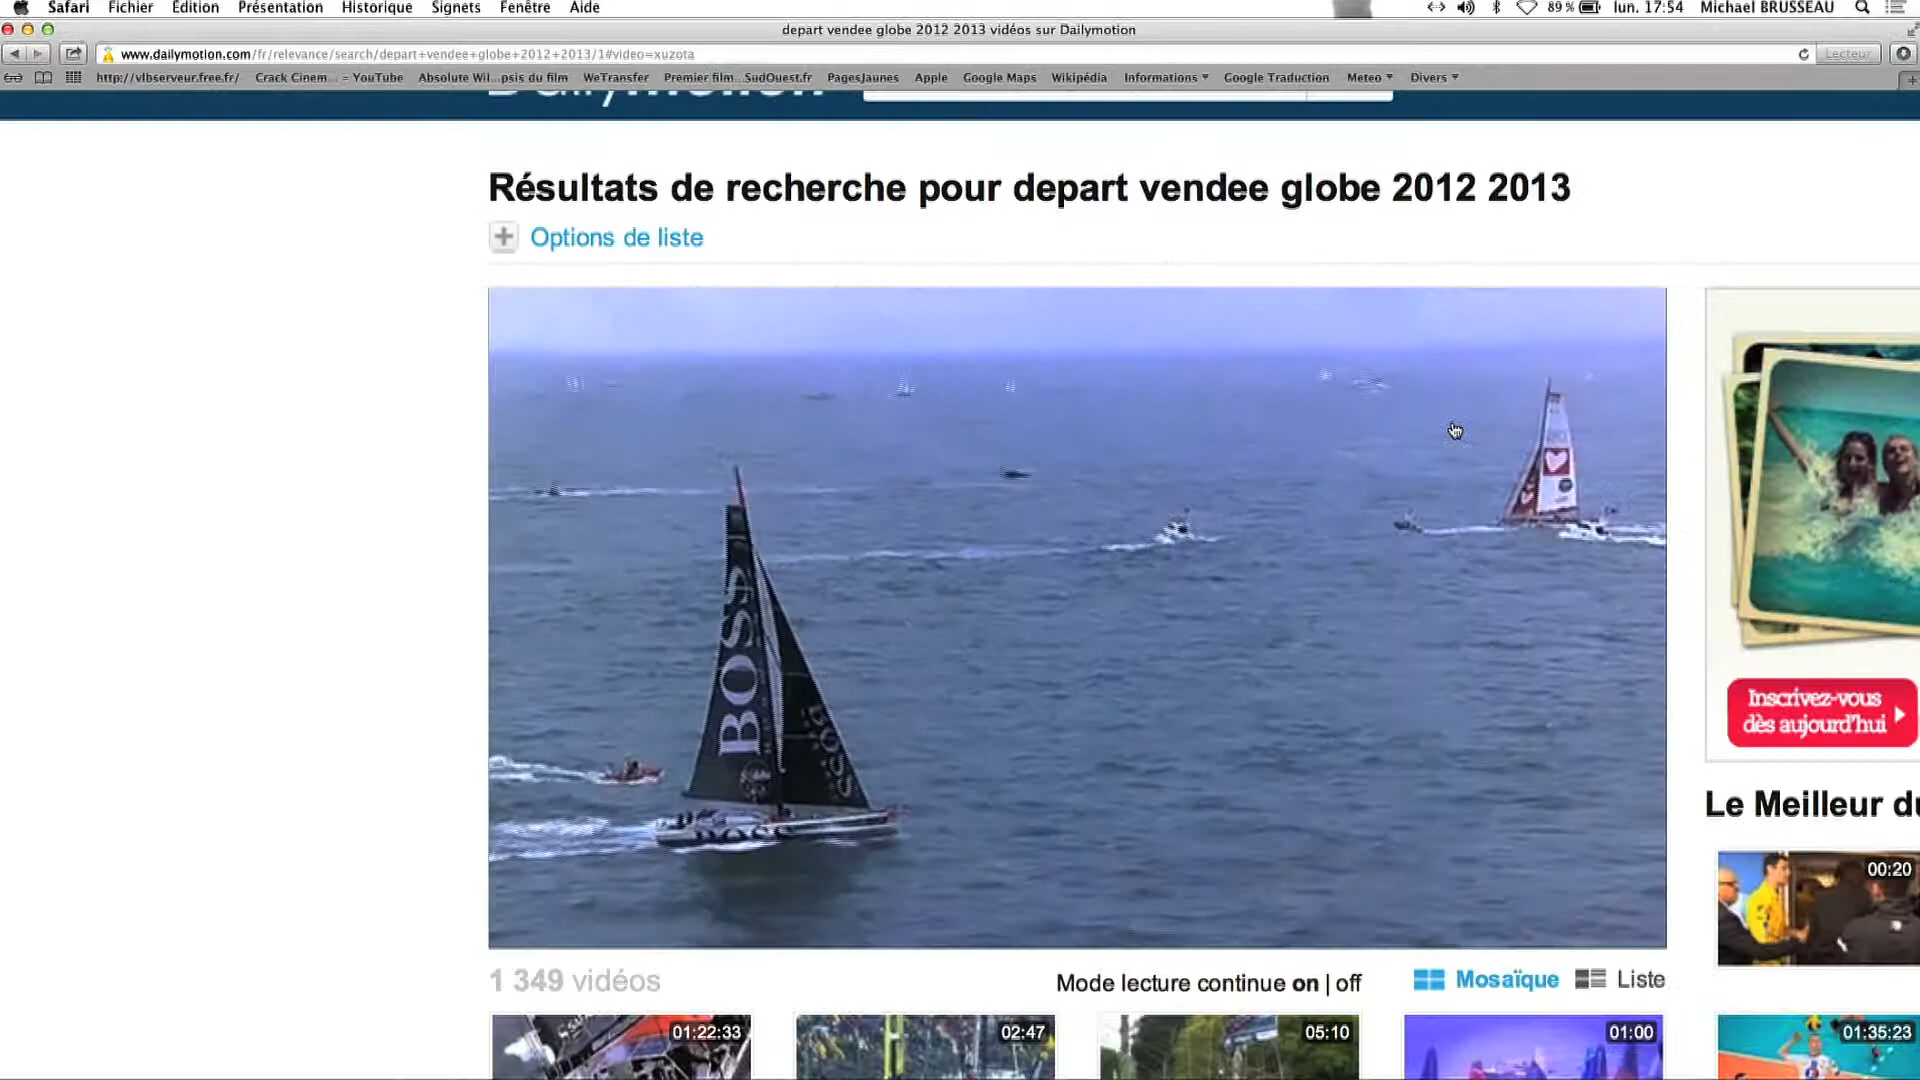 Safari Fichier Édition Présentation Historique Signets Fenêtre Aide 89 % lun. 17:54 Michael BRUSSEAU
depart vendee globe 2012 2013 vidéos sur Dailymotion
www.dailymotion.com/fr/relevance/search/depart+vendee+globe+2012+2013/1#video=xuzota Lecteur
http://vlbserveur.free.fr/ Crack Cinem... = YouTube Absolute Wil...psis du film WeTransfer Premier film...SudOuest.fr PagesJaunes Apple Google Maps Wikipédia Informations Google Traduction Meteo Divers
Dailymotion
Résultats de recherche pour depart vendee globe 2012 2013
Options de liste
BOSS
BOSS
Inscrivez-vous
dès aujourd'hui
Le Meilleur du
00:20
1 349 vidéos
Mode lecture continue on | off
Mosaïque Liste
01:22:33
02:47
05:10
01:00
01:35:23